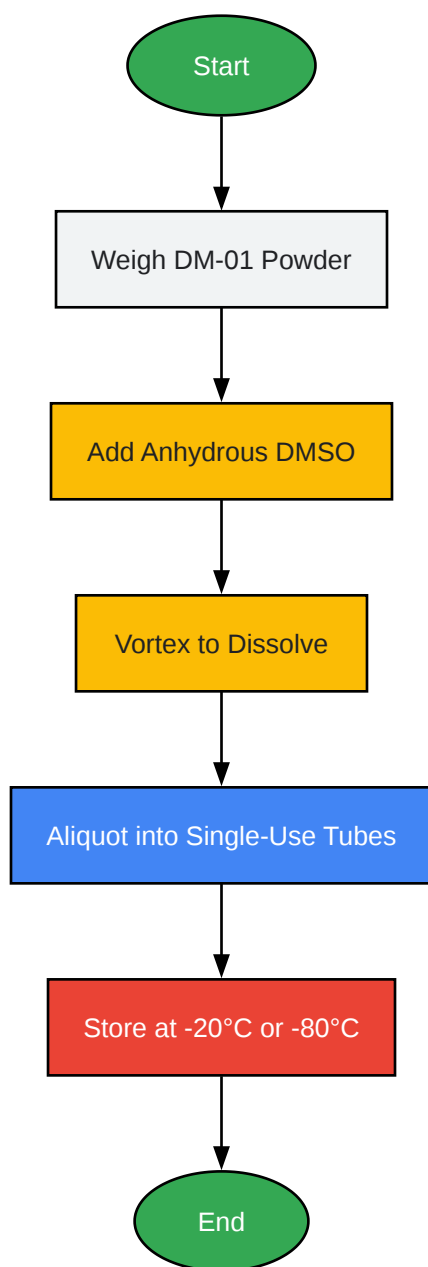 Start
Weigh DM-01 Powder
Add Anhydrous DMSO
Vortex to Dissolve
Aliquot into Single-Use Tubes
Store at -20°C or -80°C
End